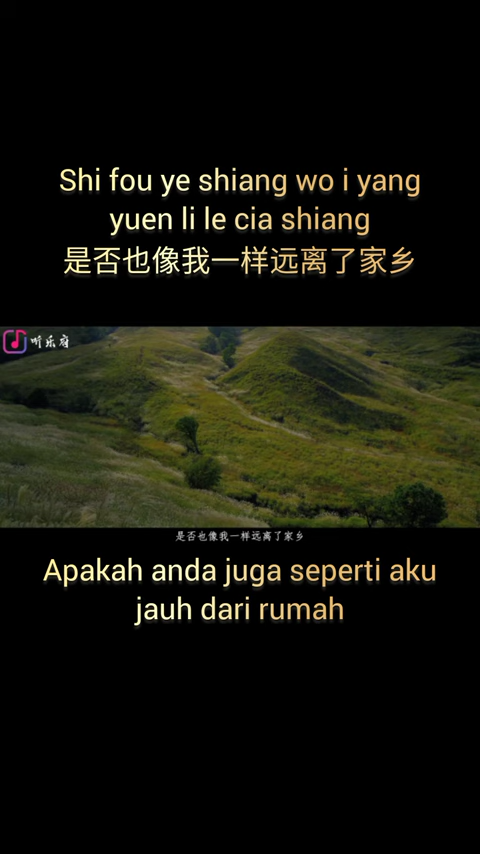 Shi fou ye shiang wo i yang
yuen li le cia shiang
是否也像我一样远离了家乡
听乐府
是否也像我一样远离了家乡
Apakah anda juga seperti aku
jauh dari rumah